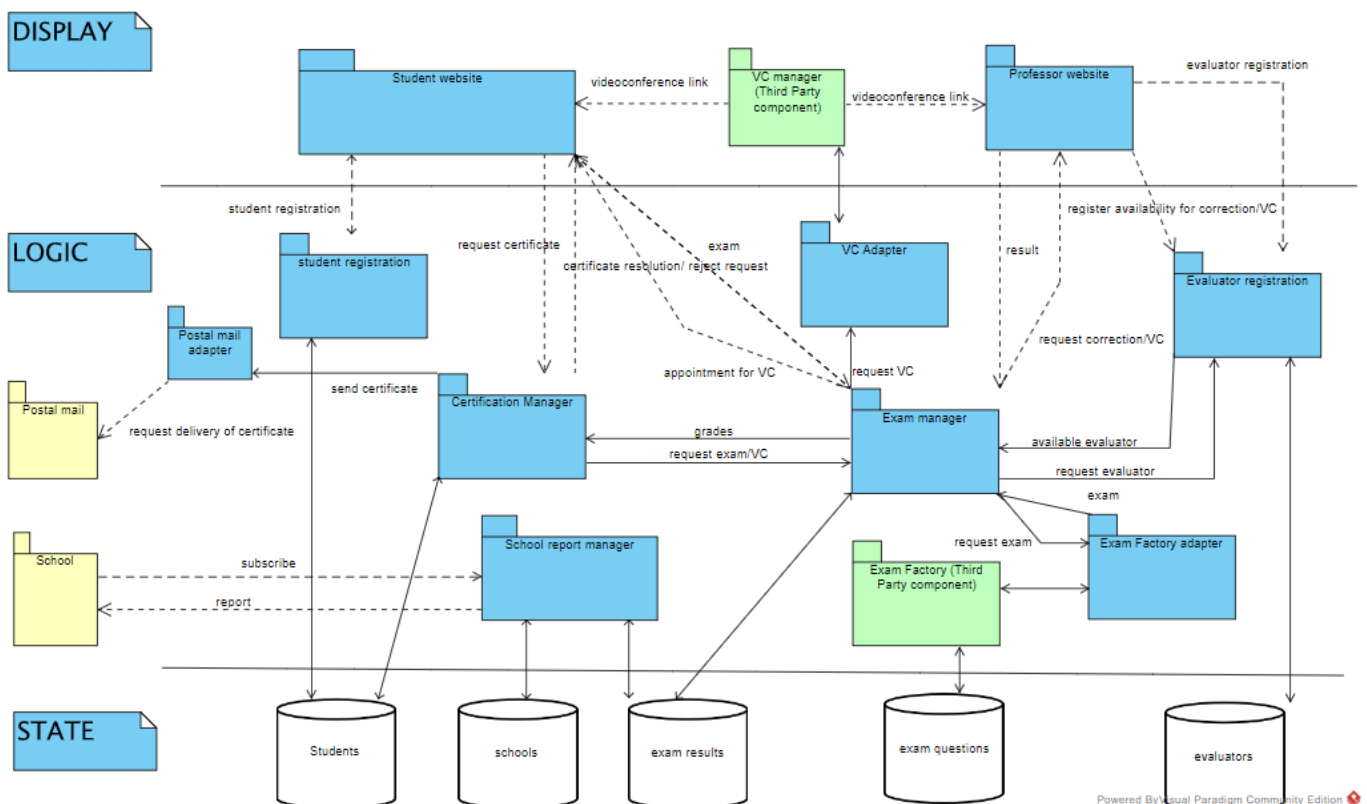 DISPLAY
Student website
videoconference link
VC manager
(Third Party
component)
videoconference link
Professor website
evaluator registration
student registration
request certificate
exam
certificate resolution/ reject request
register availability for correction/VC
result
LOGIC
student registration
VC Adapter
Evaluator registration
Postal mail
adapter
request correction/VC
appointment for VC
request VC
send certificate
Postal mail
request delivery of certificate
Certification Manager
Exam manager
grades
request exam/VC
available evaluator
request evaluator
exam
School
subscribe
report
School report manager
request exam
Exam Factory adapter
Exam Factory (Third
Party component)
STATE
Students
schools
exam results
exam questions
evaluators
Powered By Visual Paradigm Community Edition